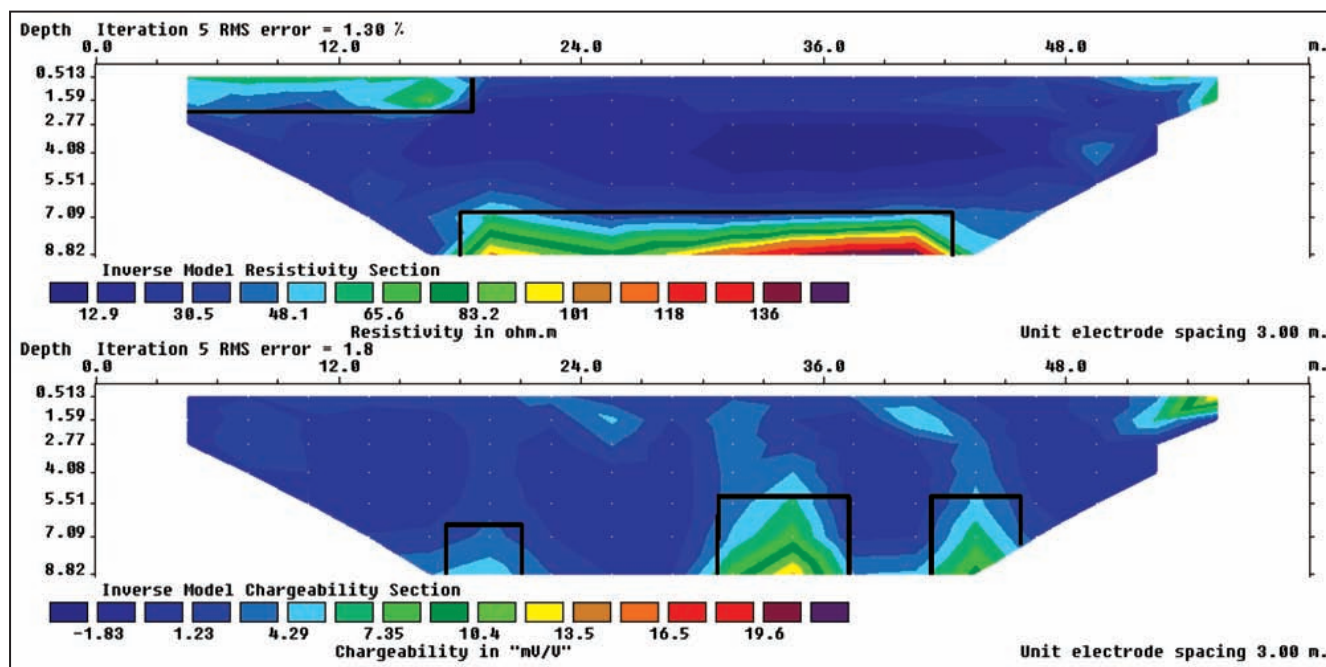 Depth Iteration 5 RMS error = 1.30 %
0.0 12.0 24.0 36.0 48.0 m.
0.513
1.59
2.77
4.08
5.51
7.09
8.82
Inverse Model Resistivity Section
12.9 30.5 48.1 65.6 83.2 101 118 136
Resistivity in ohm.m Unit electrode spacing 3.00 m.
Depth Iteration 5 RMS error = 1.8
0.0 12.0 24.0 36.0 48.0 m.
0.513
1.59
2.77
4.08
5.51
7.09
8.82
Inverse Model Chargeability Section
-1.83 1.23 4.29 7.35 10.4 13.5 16.5 19.6
Chargeability in "mV/V" Unit electrode spacing 3.00 m.